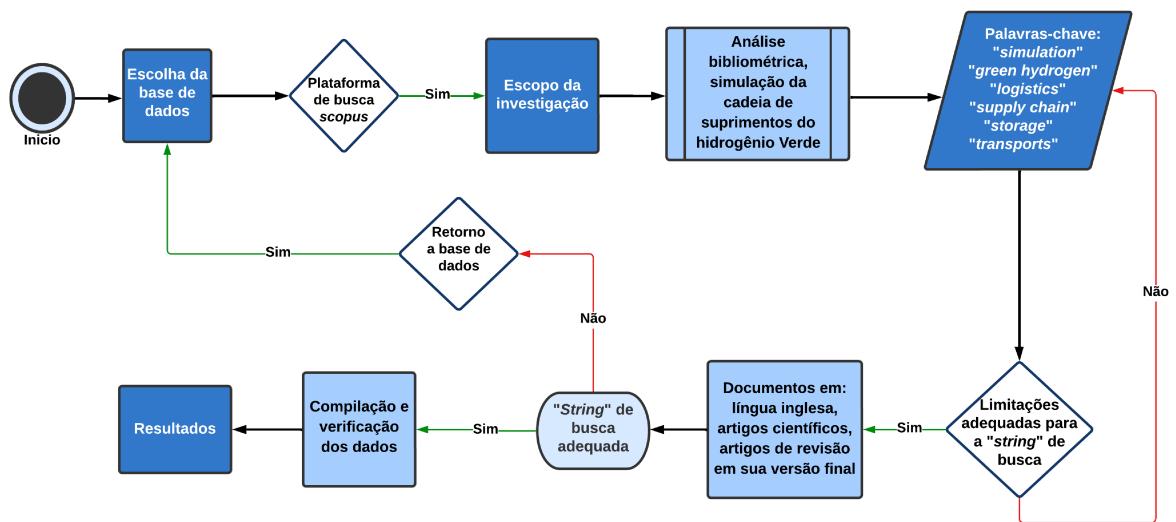 Inicio
Escolha da
base de
dados
Plataforma
de busca
scopus
Sim
Escopo da
investigação
Análise
bibliométrica,
simulação da
cadeia de
suprimentos do
hidrogênio Verde
Palavras-chave:
"simulation"
"green hydrogen"
"logistics"
"supply chain"
"storage"
"transports"
Não
Limitações
adequadas para
a "string" de
busca
Sim
Documentos em:
língua inglesa,
artigos científicos,
artigos de revisão
em sua versão final
"String" de
busca
adequada
Não
Retorno
a base de
dados
Sim
Sim
Compilação e
verificação
dos dados
Resultados